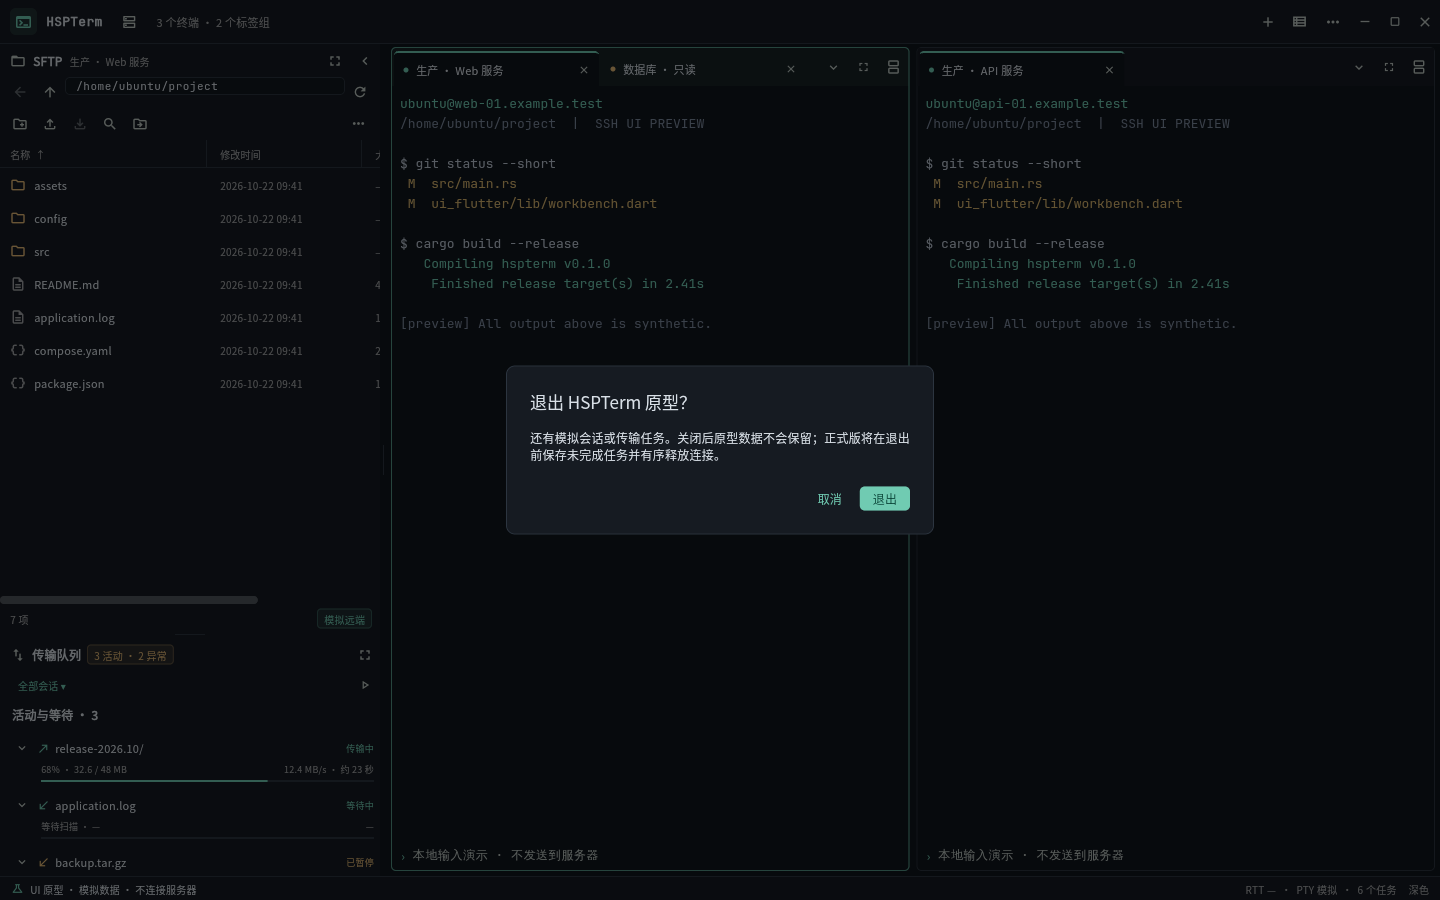 HSPTerm
3 个终端 · 2 个标签组
SFTP 生产 · Web 服务
/home/ubuntu/project
名称 ↑ 修改时间
assets 2026-10-22 09:41 –
config 2026-10-22 09:41 –
src 2026-10-22 09:41 –
README.md 2026-10-22 09:41 4
application.log 2026-10-22 09:41 1
compose.yaml 2026-10-22 09:41 2
package.json 2026-10-22 09:41 1
7 项 模拟远端
传输队列 3 活动 · 2 异常
全部会话 ▾
活动与等待 · 3
release-2026.10/ 传输中
68% · 32.6 / 48 MB 12.4 MB/s · 约 23 秒
application.log 等待中
等待扫描 · — —
backup.tar.gz 已暂停
生产 · Web 服务
数据库 · 只读
ubuntu@web-01.example.test
/home/ubuntu/project | SSH UI PREVIEW
$ git status --short
M src/main.rs
M ui_flutter/lib/workbench.dart
$ cargo build --release
Compiling hspterm v0.1.0
Finished release target(s) in 2.41s
[preview] All output above is synthetic.
› 本地输入演示 · 不发送到服务器
生产 · API 服务
ubuntu@api-01.example.test
/home/ubuntu/project | SSH UI PREVIEW
$ git status --short
M src/main.rs
M ui_flutter/lib/workbench.dart
$ cargo build --release
Compiling hspterm v0.1.0
Finished release target(s) in 2.41s
[preview] All output above is synthetic.
› 本地输入演示 · 不发送到服务器
退出 HSPTerm 原型？
还有模拟会话或传输任务。关闭后原型数据不会保留；正式版将在退出
前保存未完成任务并有序释放连接。
取消 退出
UI 原型 · 模拟数据 · 不连接服务器
RTT — · PTY 模拟 · 6 个任务 深色